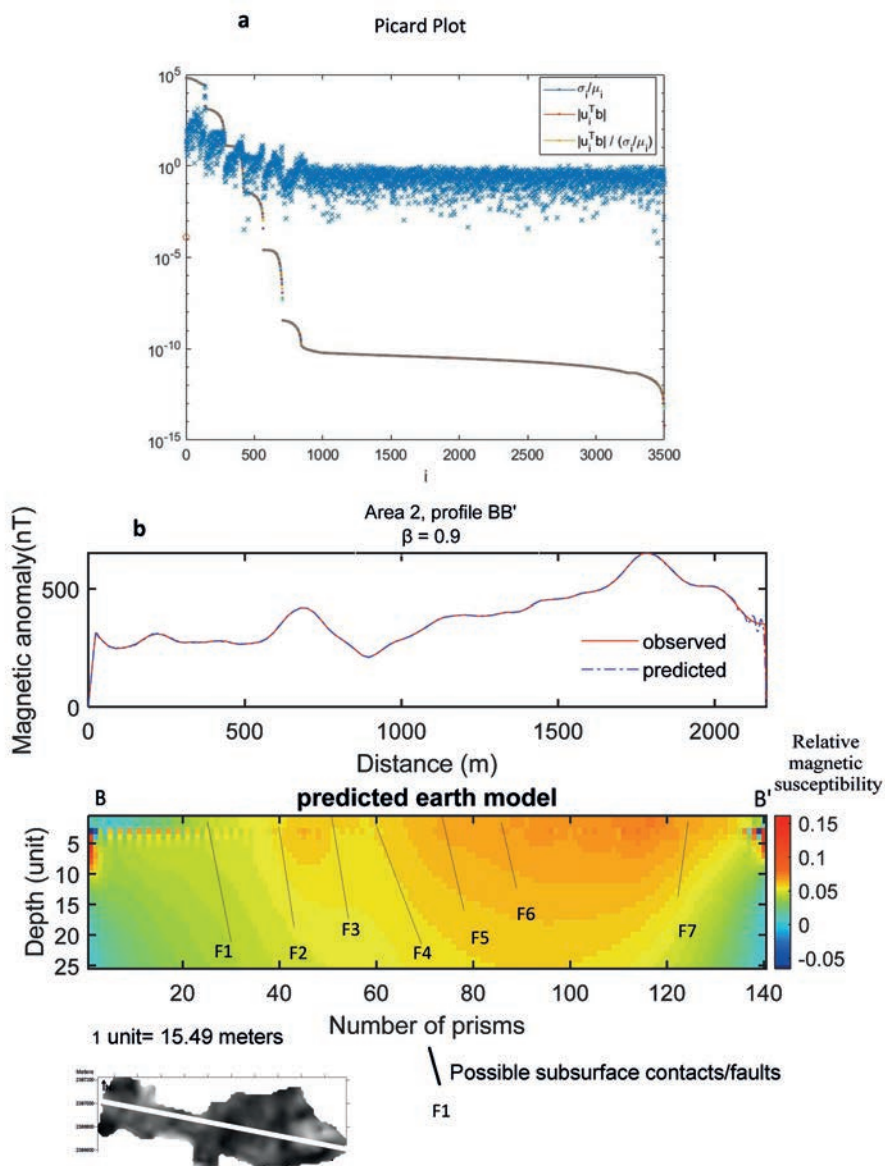 a
Picard Plot
σi/μi
|uiTb|
|uiTb| / (σi/μi)
10^5
10^0
10^-5
10^-10
10^-15
0 500 1000 1500 2000 2500 3000 3500
i
b
Area 2, profile BB'
β = 0.9
Magnetic anomaly(nT)
500
0
observed
predicted
0 500 1000 1500 2000
Distance (m)
Relative
magnetic
susceptibility
B predicted earth model B'
Depth (unit)
5
10
15
20
25
F1 F2 F3 F4 F5 F6 F7
0.15
0.10
0.05
0
-0.05
20 40 60 80 100 120 140
Number of prisms
1 unit= 15.49 meters
Possible subsurface contacts/faults
F1
Meters